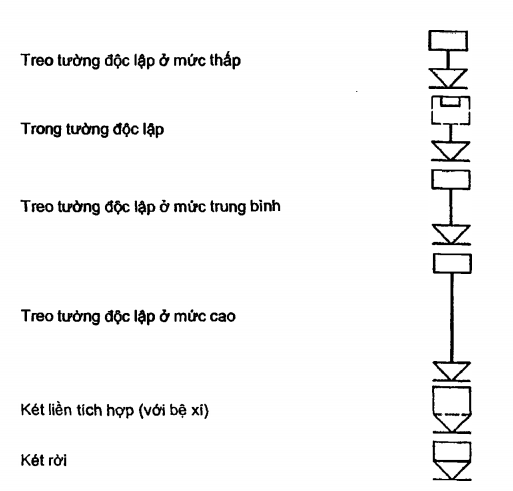 Treo tường độc lập ở mức thấp
Trong tường độc lập
Treo tường độc lập ở mức trung bình
Treo tường độc lập ở mức cao
Két liền tích hợp (với bệ xí)
Két rời